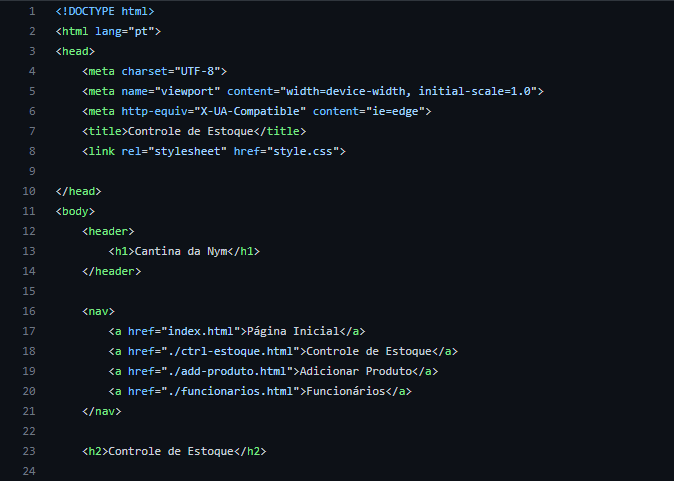 1 <!DOCTYPE html>
2 <html lang="pt">
3 <head>
4 <meta charset="UTF-8">
5 <meta name="viewport" content="width=device-width, initial-scale=1.0">
6 <meta http-equiv="X-UA-Compatible" content="ie=edge">
7 <title>Controle de Estoque</title>
8 <link rel="stylesheet" href="style.css">
9
10 </head>
11 <body>
12 <header>
13 <h1>Cantina da Nym</h1>
14 </header>
15
16 <nav>
17 <a href="index.html">Página Inicial</a>
18 <a href="./ctrl-estoque.html">Controle de Estoque</a>
19 <a href="./add-produto.html">Adicionar Produto</a>
20 <a href="./funcionarios.html">Funcionários</a>
21 </nav>
22
23 <h2>Controle de Estoque</h2>
24